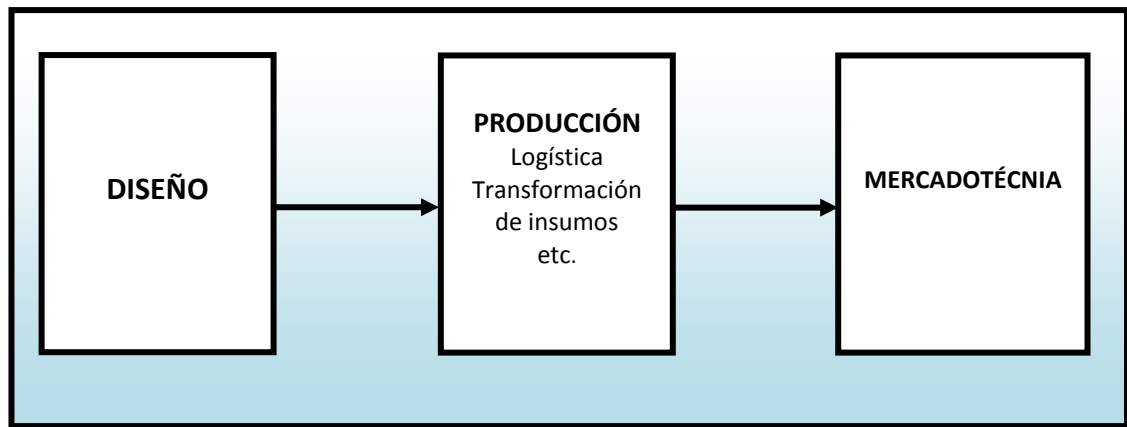 DISEÑO
PRODUCCIÓN
Logística
Transformación
de insumos
etc.
MERCADOTÉCNIA